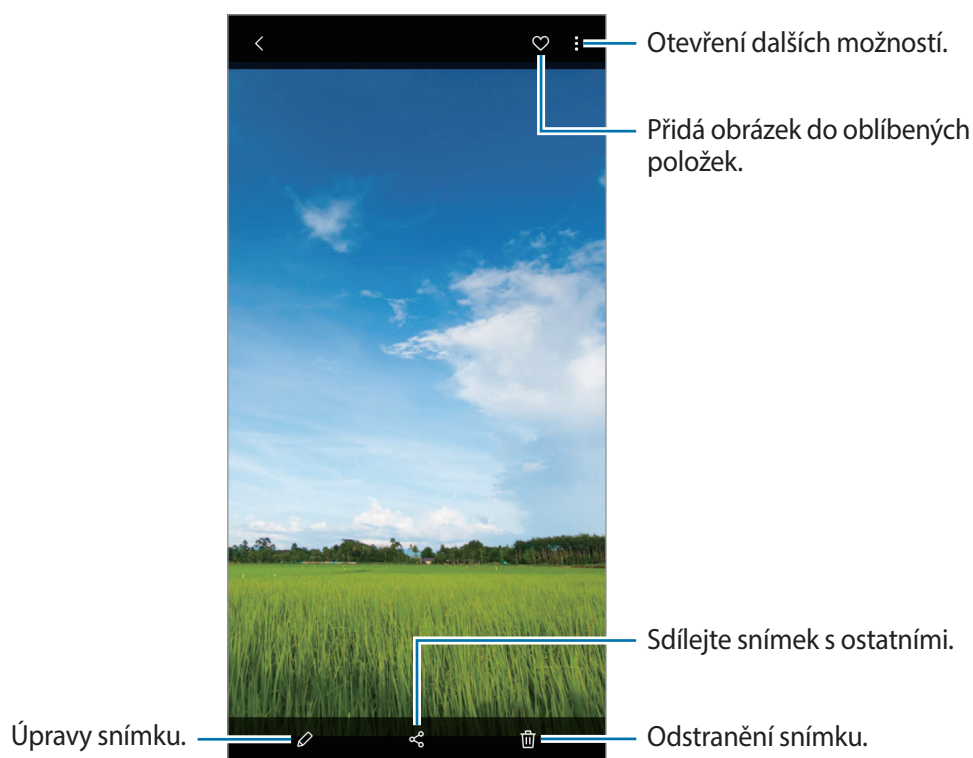 Otevření dalších možností.
Přidá obrázek do oblíbených
položek.
Sdílejte snímek s ostatními.
Úpravy snímku.
Odstranění snímku.